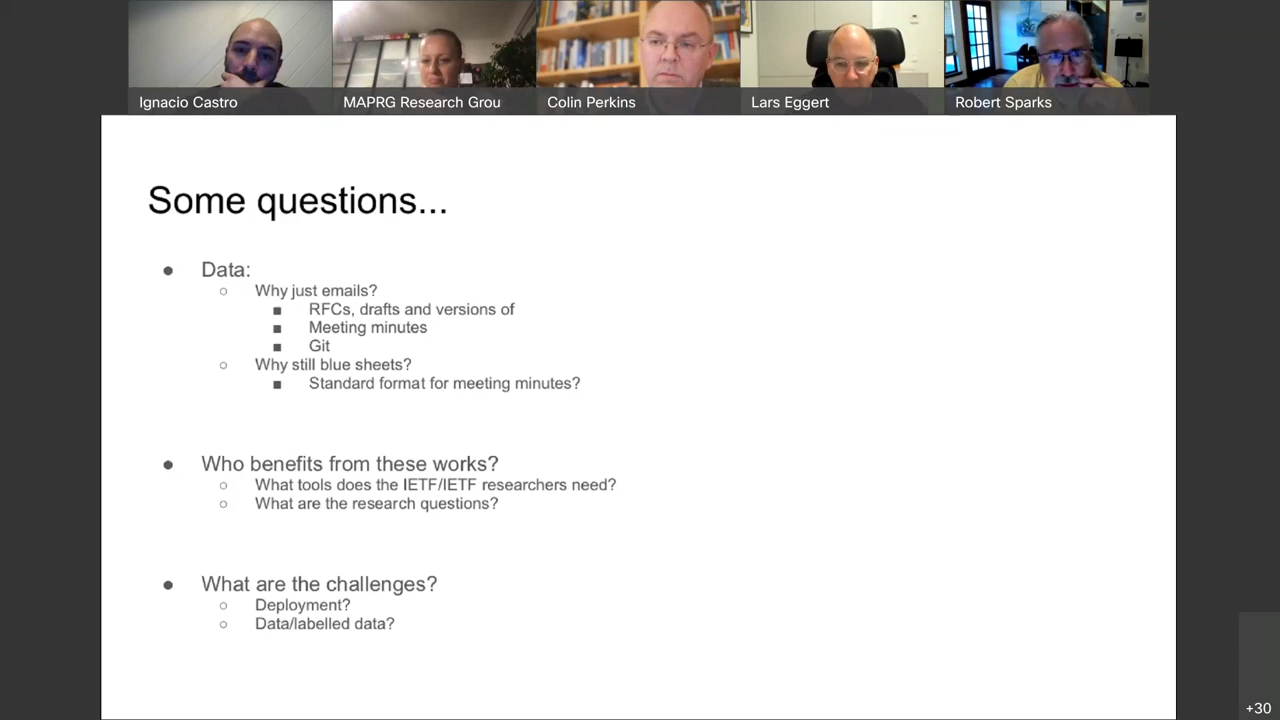 Ignacio Castro
MAPRG Research Grou
Colin Perkins
Lars Eggert
Robert Sparks
Some questions...
● Data:
○ Why just emails?
■ RFCs, drafts and versions of
■ Meeting minutes
■ Git
○ Why still blue sheets?
■ Standard format for meeting minutes?
● Who benefits from these works?
○ What tools does the IETF/IETF researchers need?
○ What are the research questions?
● What are the challenges?
○ Deployment?
○ Data/labelled data?
+30